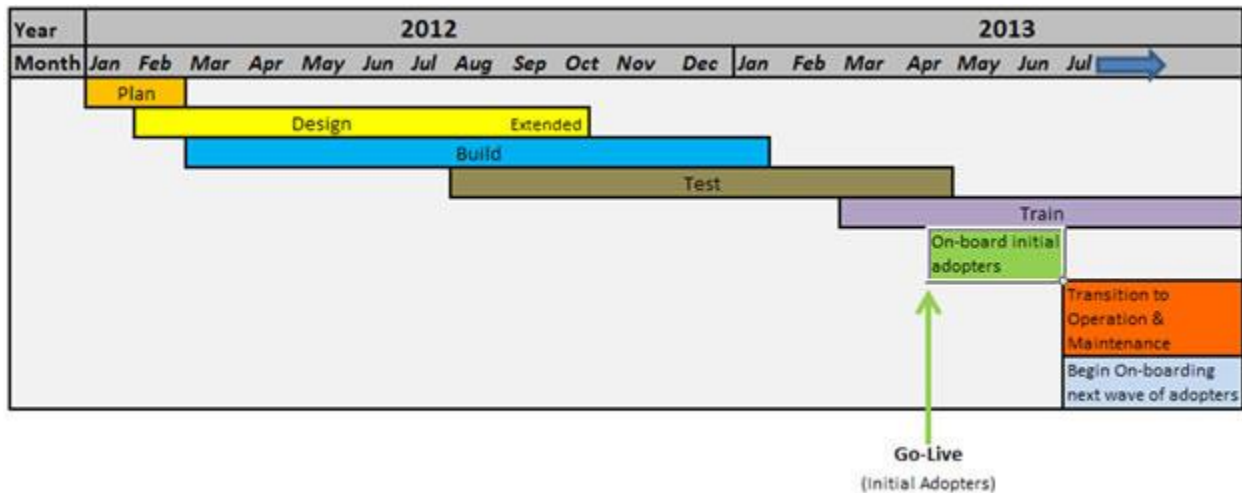 Year 2012 2013
Month Jan Feb Mar Apr May Jun Jul Aug Sep Oct Nov Dec Jan Feb Mar Apr May Jun Jul
Plan
Design Extended
Build
Test
Train
On-board initial
adopters
Transition to
Operation &
Maintenance
Begin On-boarding
next wave of adopters
Go-Live
(Initial Adopters)